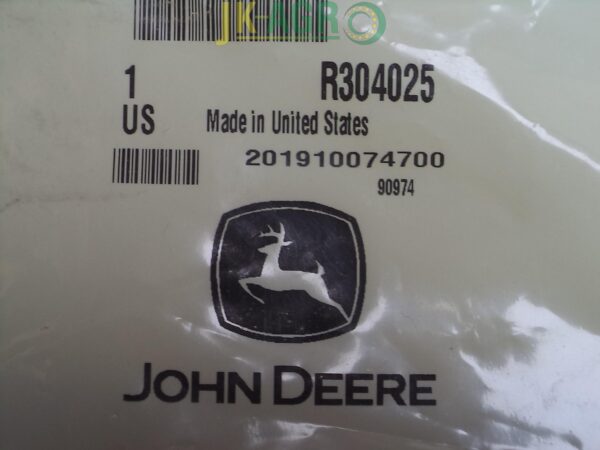 JK-AGRO
1 R304025
US Made in United States
201910074700
90974
JOHN DEERE